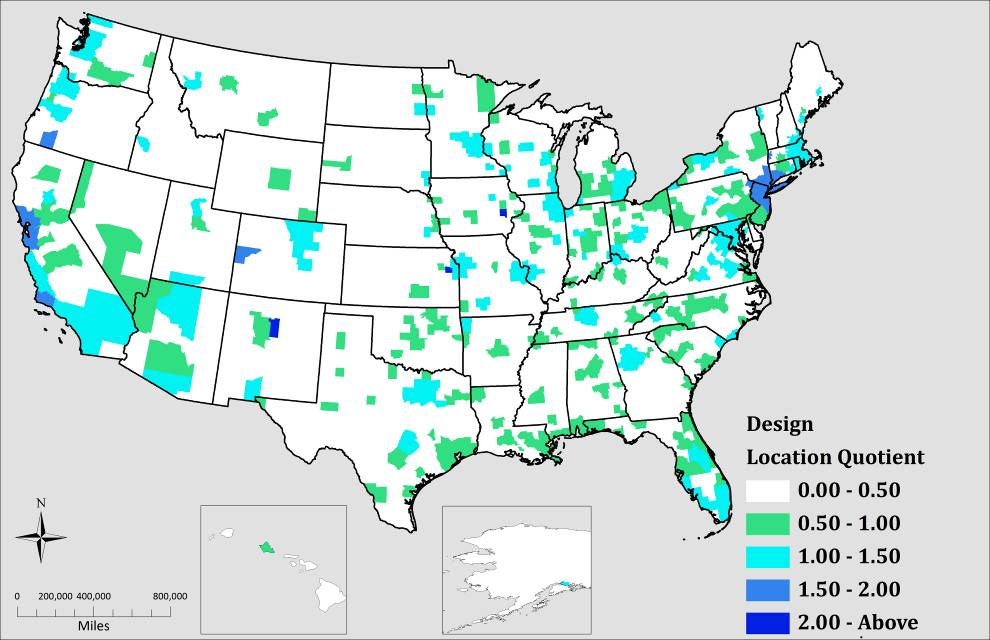 Design
Location Quotient
0.00 - 0.50
0.50 - 1.00
1.00 - 1.50
1.50 - 2.00
2.00 - Above
N
0 200,000 400,000 800,000
Miles